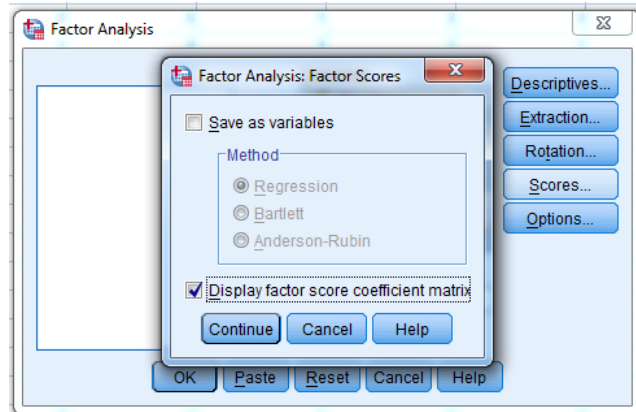 Factor Analysis
Factor Analysis: Factor Scores
Save as variables
Method
Regression
Bartlett
Anderson-Rubin
Display factor score coefficient matrix
Continue Cancel Help
Descriptives...
Extraction...
Rotation...
Scores...
Options...
OK Paste Reset Cancel Help